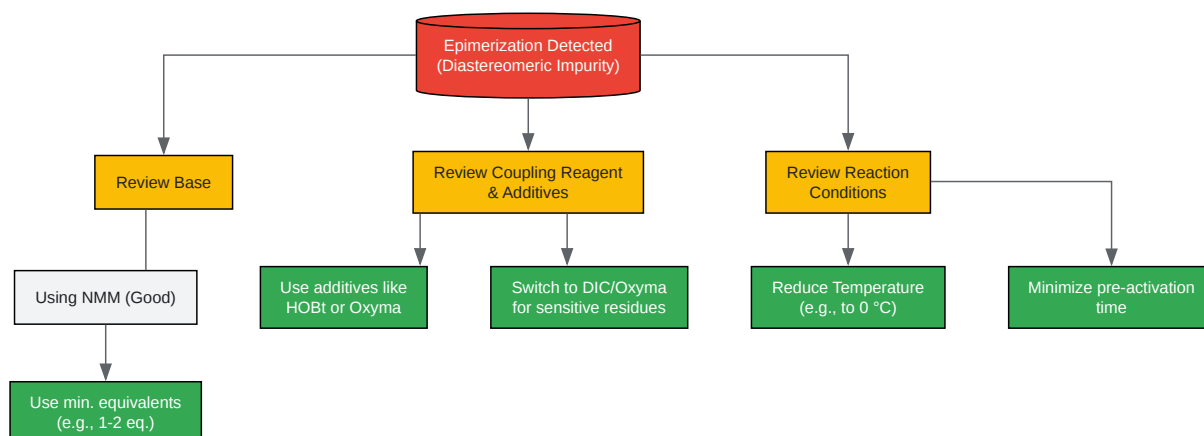 Epimerization Detected
(Diastereomeric Impurity)
Review Base
Review Coupling Reagent
& Additives
Review Reaction
Conditions
Using NMM (Good)
Use additives like
HOBt or Oxyma
Switch to DIC/Oxyma
for sensitive residues
Reduce Temperature
(e.g., to 0 °C)
Minimize pre-activation
time
Use min. equivalents
(e.g., 1-2 eq.)